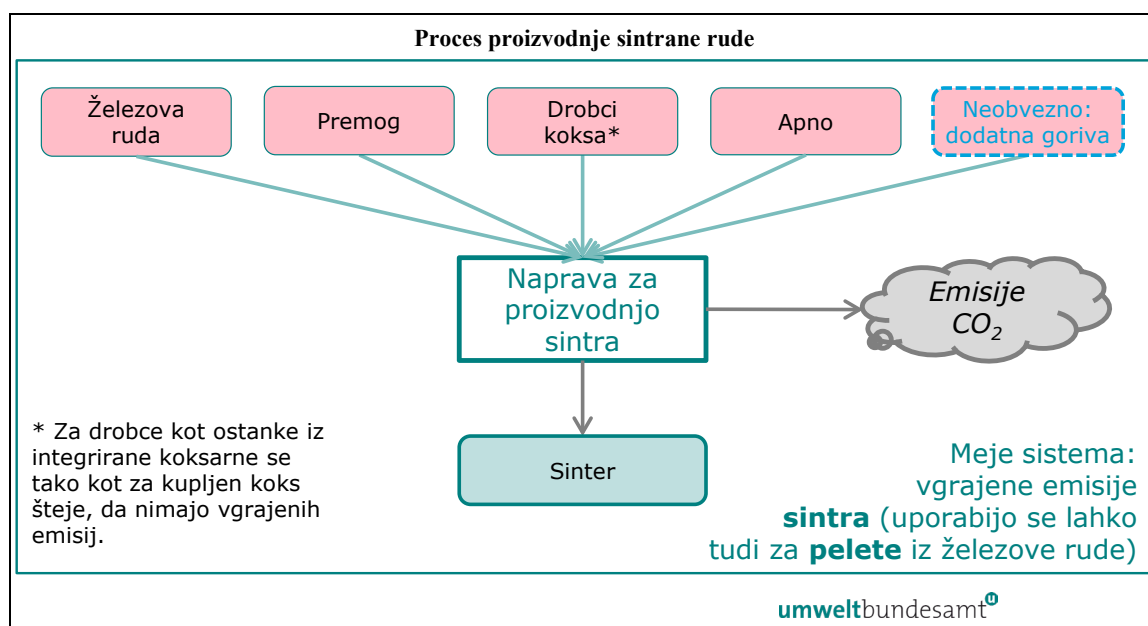 Proces proizvodnje sintrane rude
Železova
ruda
Premog
Drobci
koksa*
Apno
Neobvezno:
dodatna goriva
Naprava za
proizvodnjo
sintra
Emisije
CO₂
* Za drobce kot ostanke iz
integrirane koksarne se
tako kot za kupljen koks
šteje, da nimajo vgrajenih
emisij.
Sinter
Meje sistema:
vgrajene emisije
sintra (uporabijo se lahko
tudi za pelete iz železove rude)
umweltbundesamt u